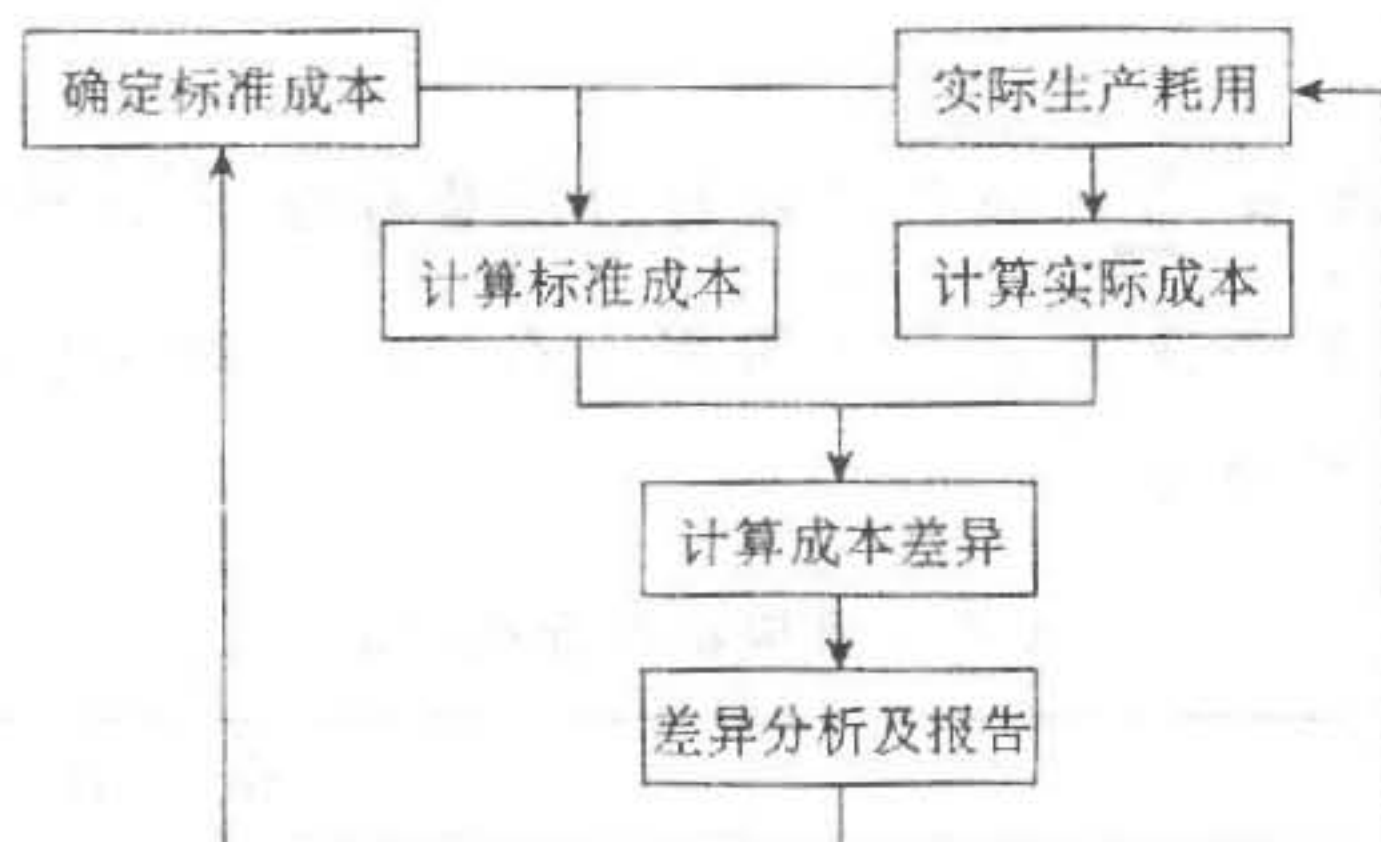 确定标准成本
实际生产耗用
计算标准成本
计算实际成本
计算成本差异
差异分析及报告